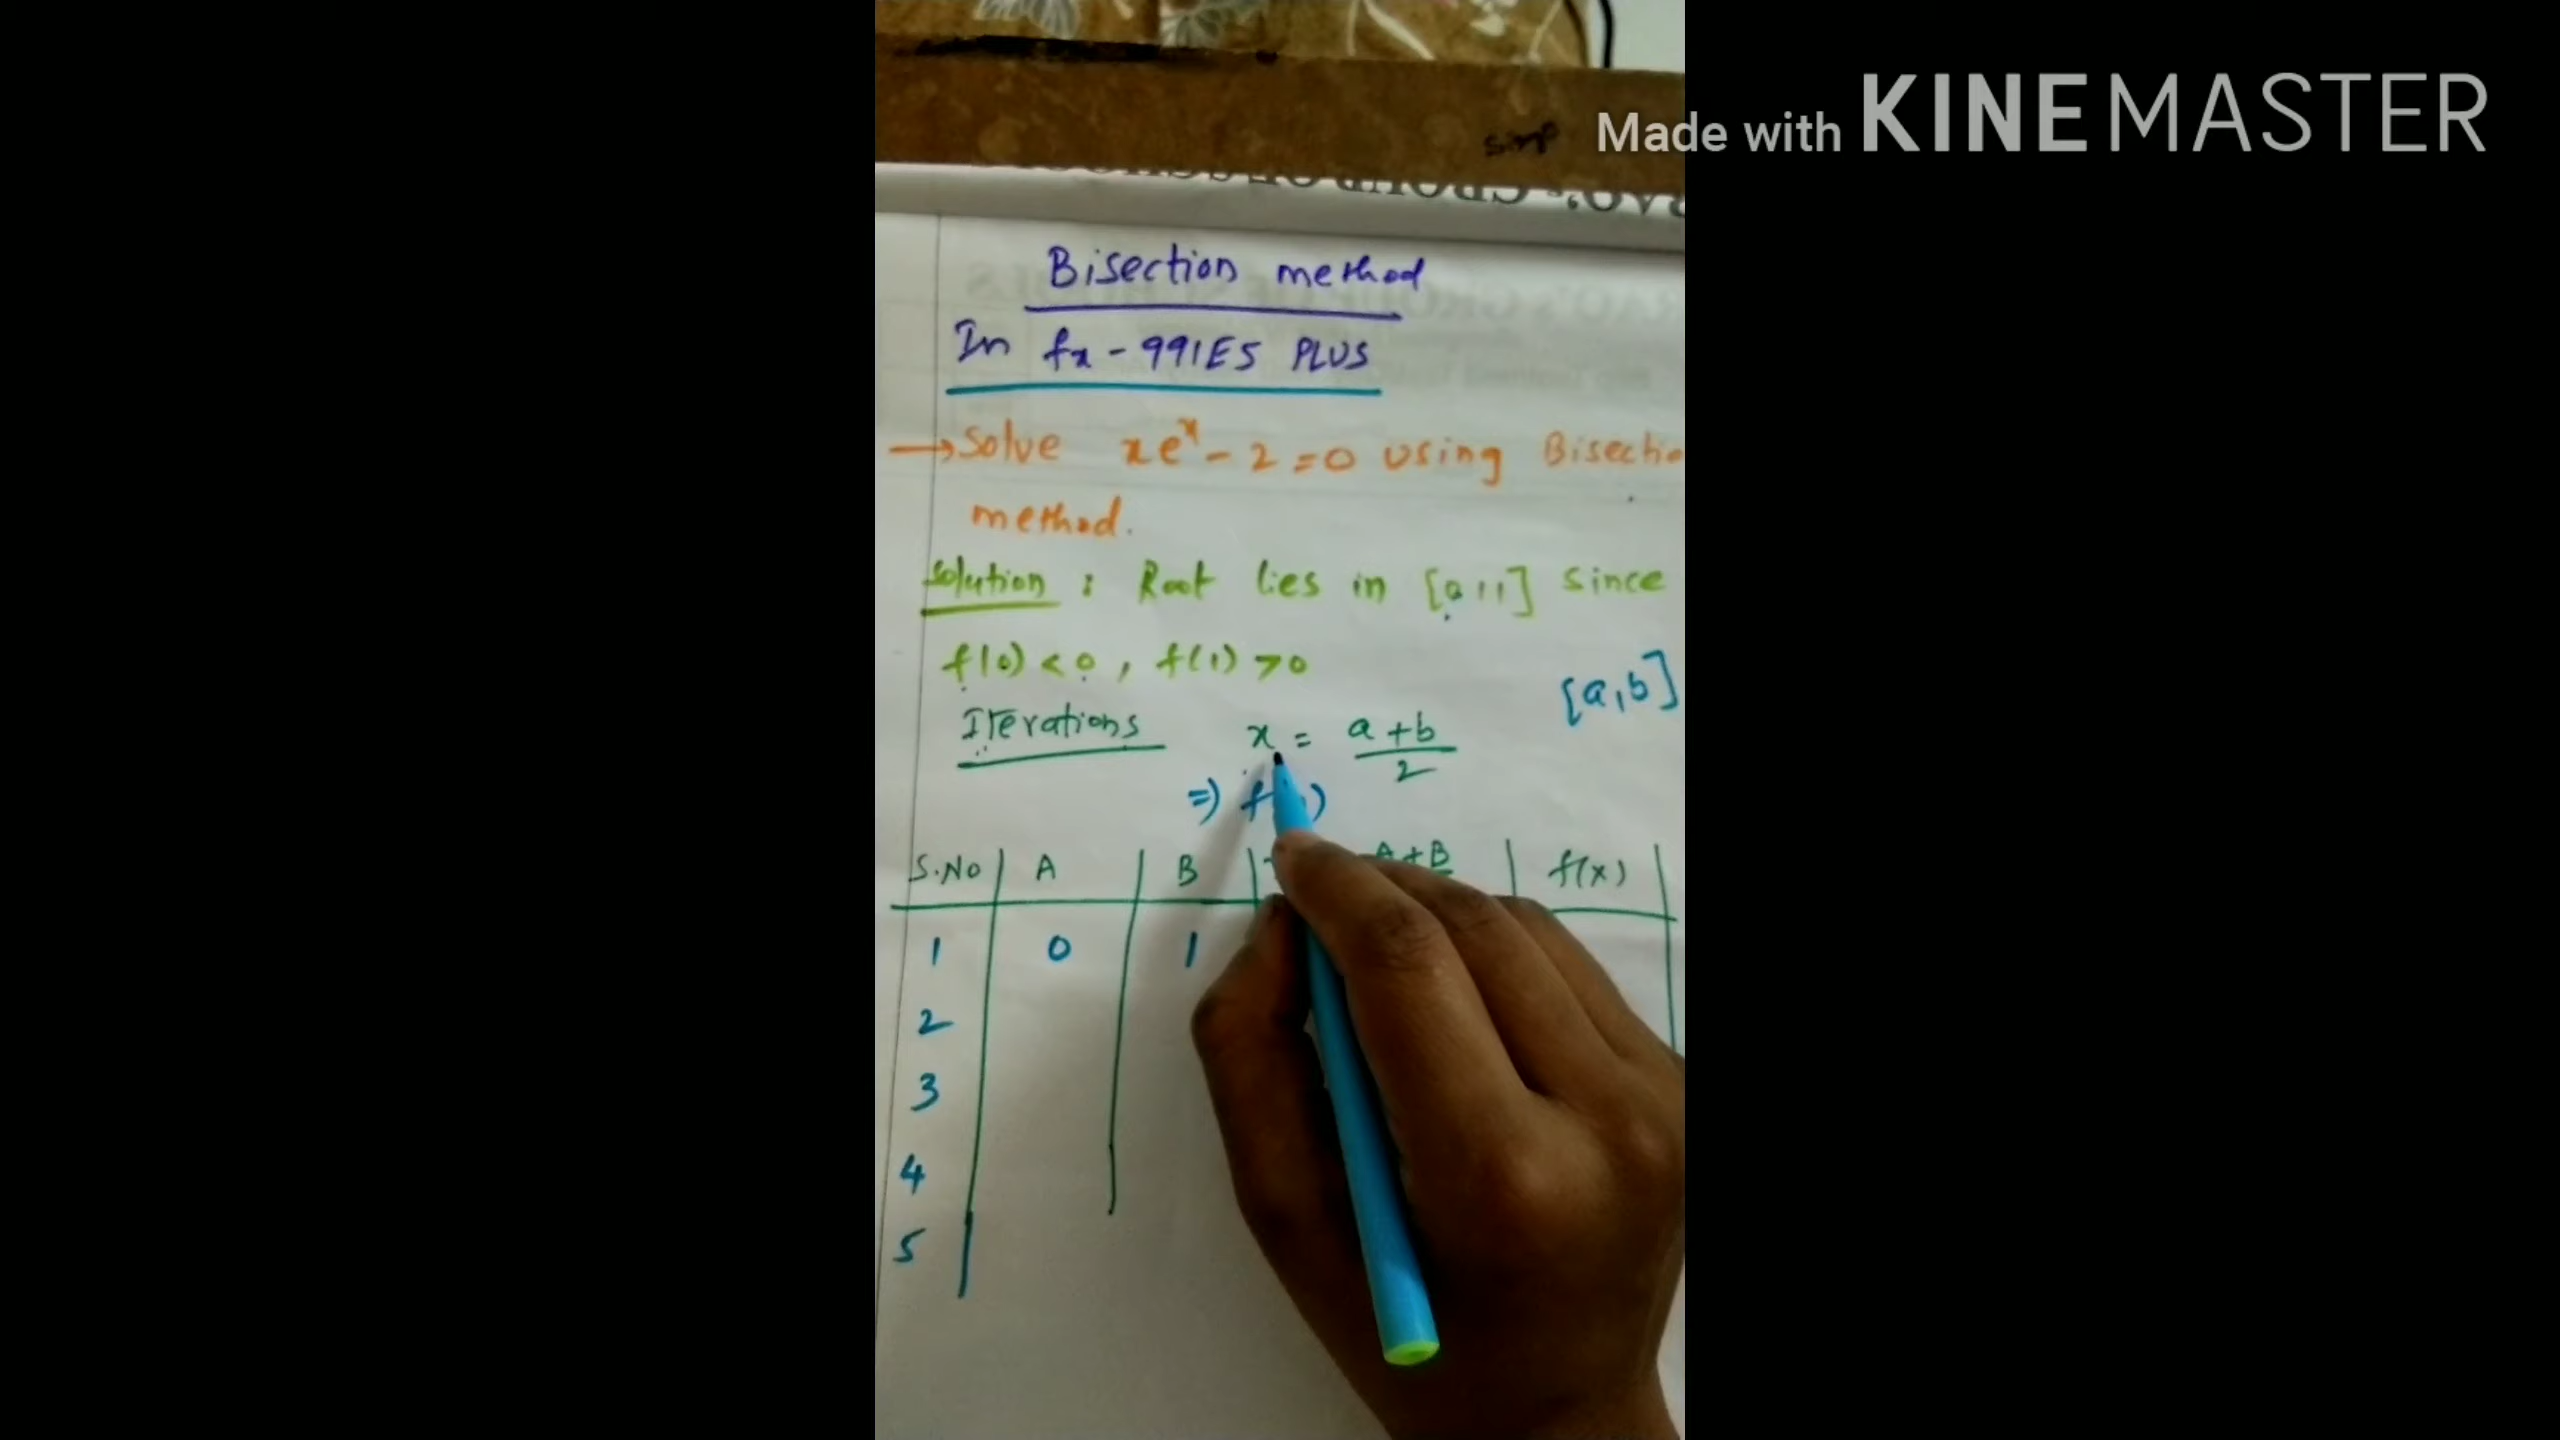 Made with KINEMASTER
simp
Bisection method
In fx-991ES PLUS
→ Solve xe^x - 2 = 0 using Bisectio
method.
Solution : Root lies in [0,1] since
f(0) < 0, f(1) > 0
[a,b]
Iterations x = a+b/2
⇒ f( )
S.No A B A+B f(x)
1 0 1
2
3
4
5